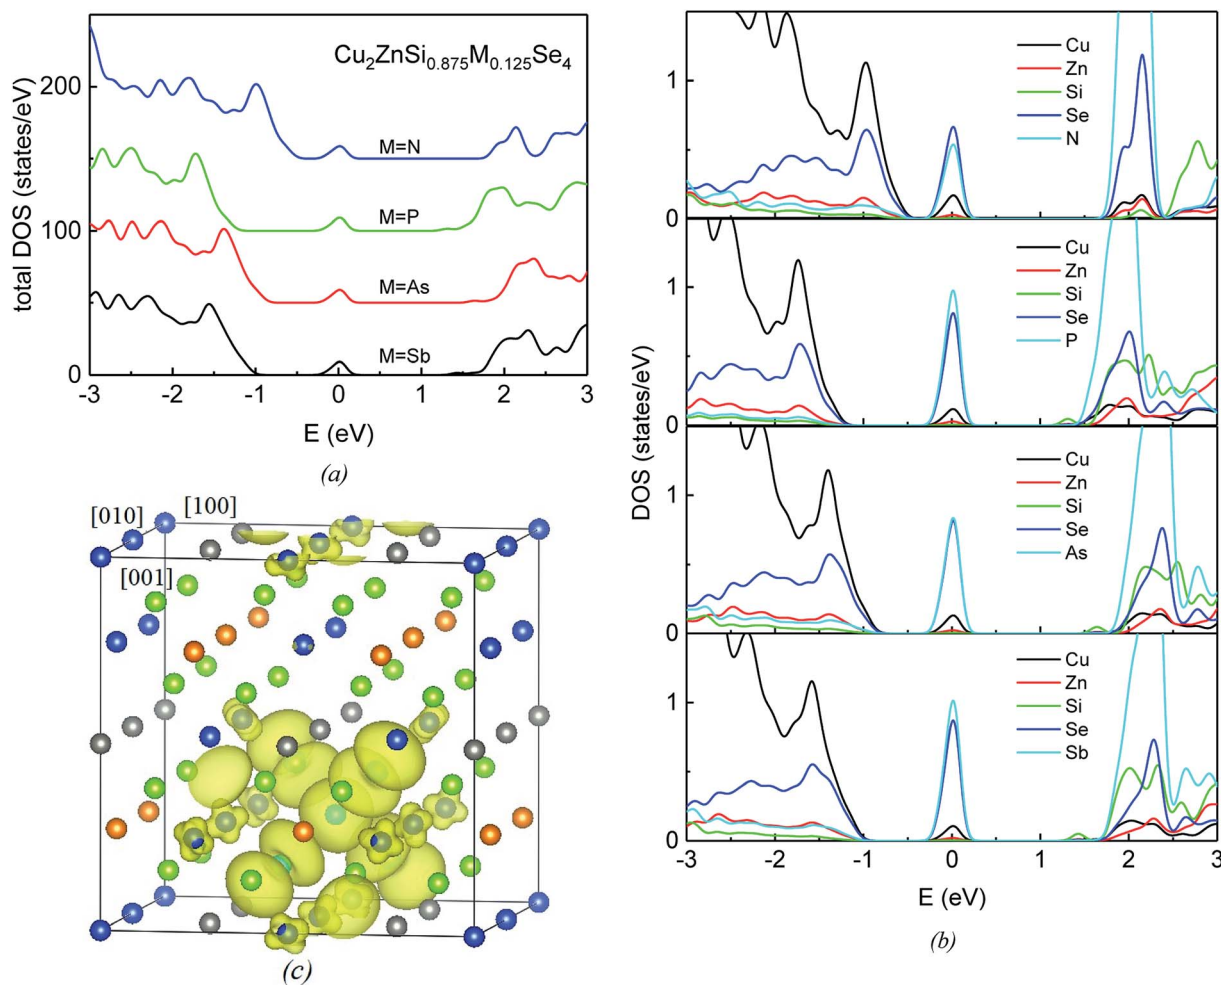 Cu2ZnSi0.875M0.125Se4
200
100
0
total DOS (states/eV)
M=N
M=P
M=As
M=Sb
-3 -2 -1 0 1 2 3
E (eV)
(a)
[010] [100]
[001]
(c)
1
0
Cu
Zn
Si
Se
N
1
0
Cu
Zn
Si
Se
P
1
0
Cu
Zn
Si
Se
As
1
0
Cu
Zn
Si
Se
Sb
DOS (states/eV)
-3 -2 -1 0 1 2 3
E (eV)
(b)